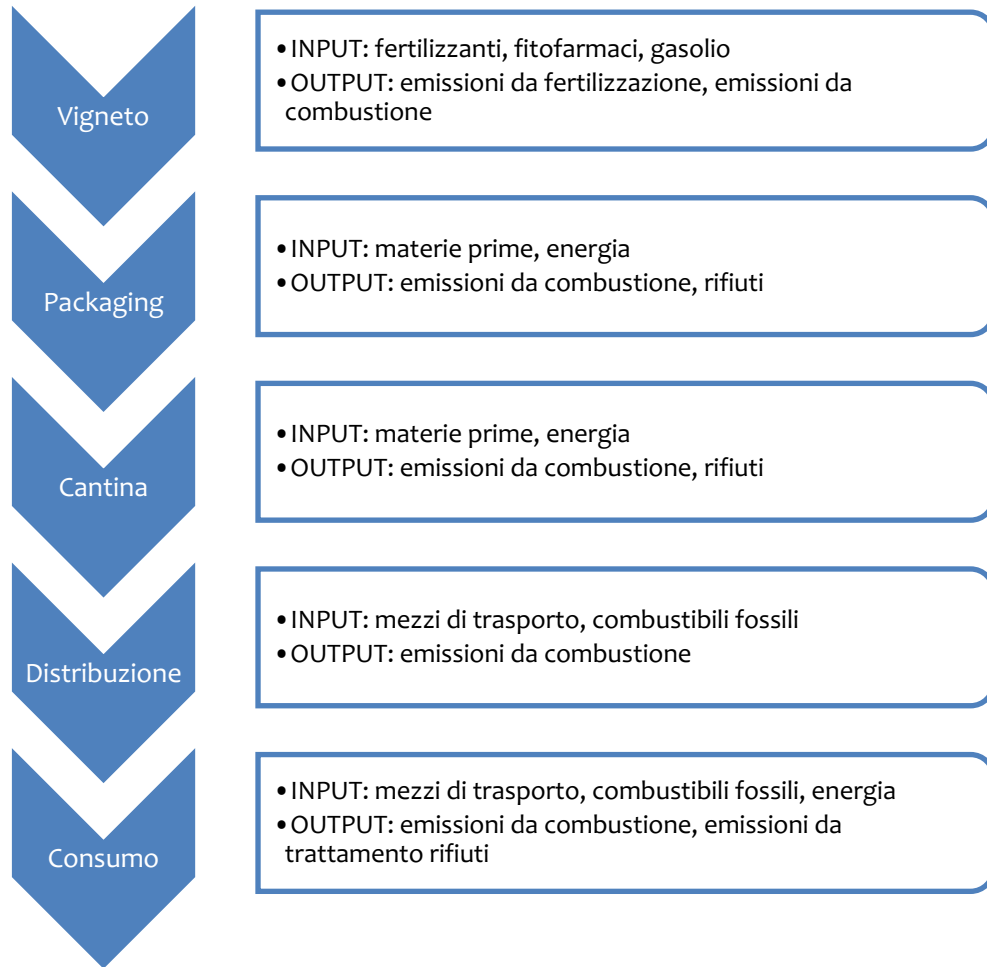 Vigneto
• INPUT: fertilizzanti, fitofarmaci, gasolio
• OUTPUT: emissioni da fertilizzazione, emissioni da
combustione
Packaging
• INPUT: materie prime, energia
• OUTPUT: emissioni da combustione, rifiuti
Cantina
• INPUT: materie prime, energia
• OUTPUT: emissioni da combustione, rifiuti
Distribuzione
• INPUT: mezzi di trasporto, combustibili fossili
• OUTPUT: emissioni da combustione
Consumo
• INPUT: mezzi di trasporto, combustibili fossili, energia
• OUTPUT: emissioni da combustione, emissioni da
trattamento rifiuti